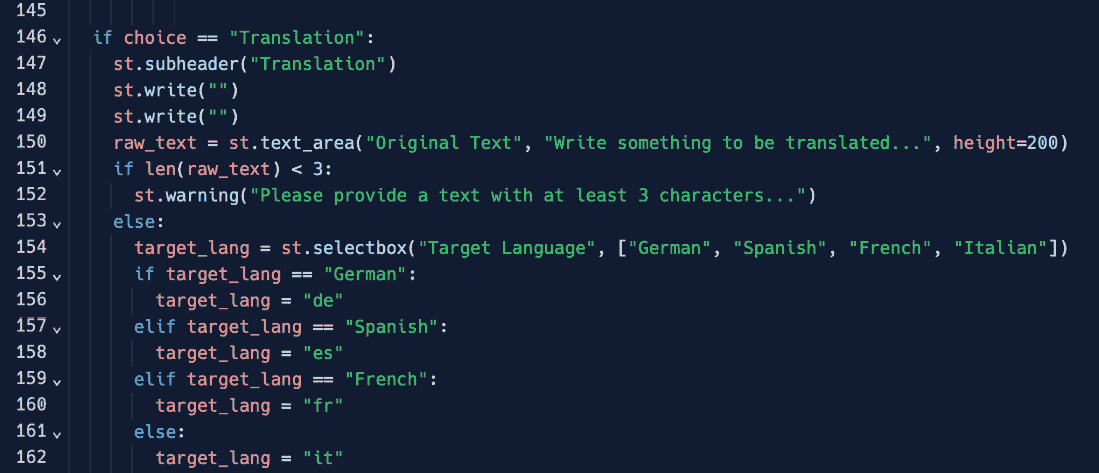 145
146 if choice == "Translation":
147 st.subheader("Translation")
148 st.write("")
149 st.write("")
150 raw_text = st.text_area("Original Text", "Write something to be translated...", height=200)
151 if len(raw_text) < 3:
152 st.warning("Please provide a text with at least 3 characters...")
153 else:
154 target_lang = st.selectbox("Target Language", ["German", "Spanish", "French", "Italian"])
155 if target_lang == "German":
156 target_lang = "de"
157 elif target_lang == "Spanish":
158 target_lang = "es"
159 elif target_lang == "French":
160 target_lang = "fr"
161 else:
162 target_lang = "it"